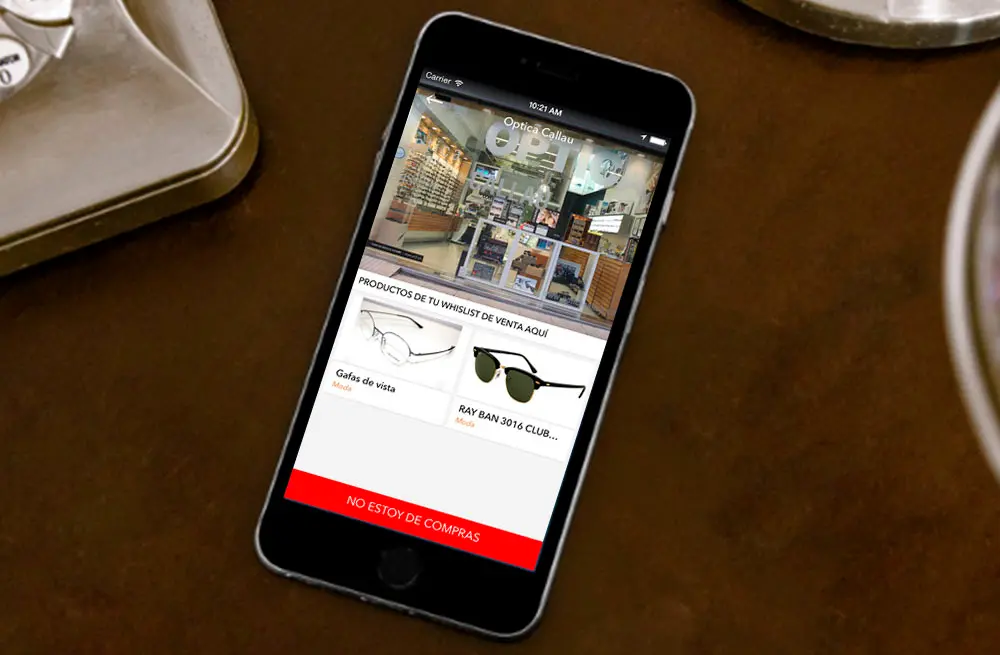 Carrier
10:21 AM
Optica Callau
OPTIC
PRODUCTOS DE TU WHISLIST DE VENTA AQUÍ
Gafas de vista
Moda
RAY BAN 3016 CLUB...
Moda
NO ESTOY DE COMPRAS
0